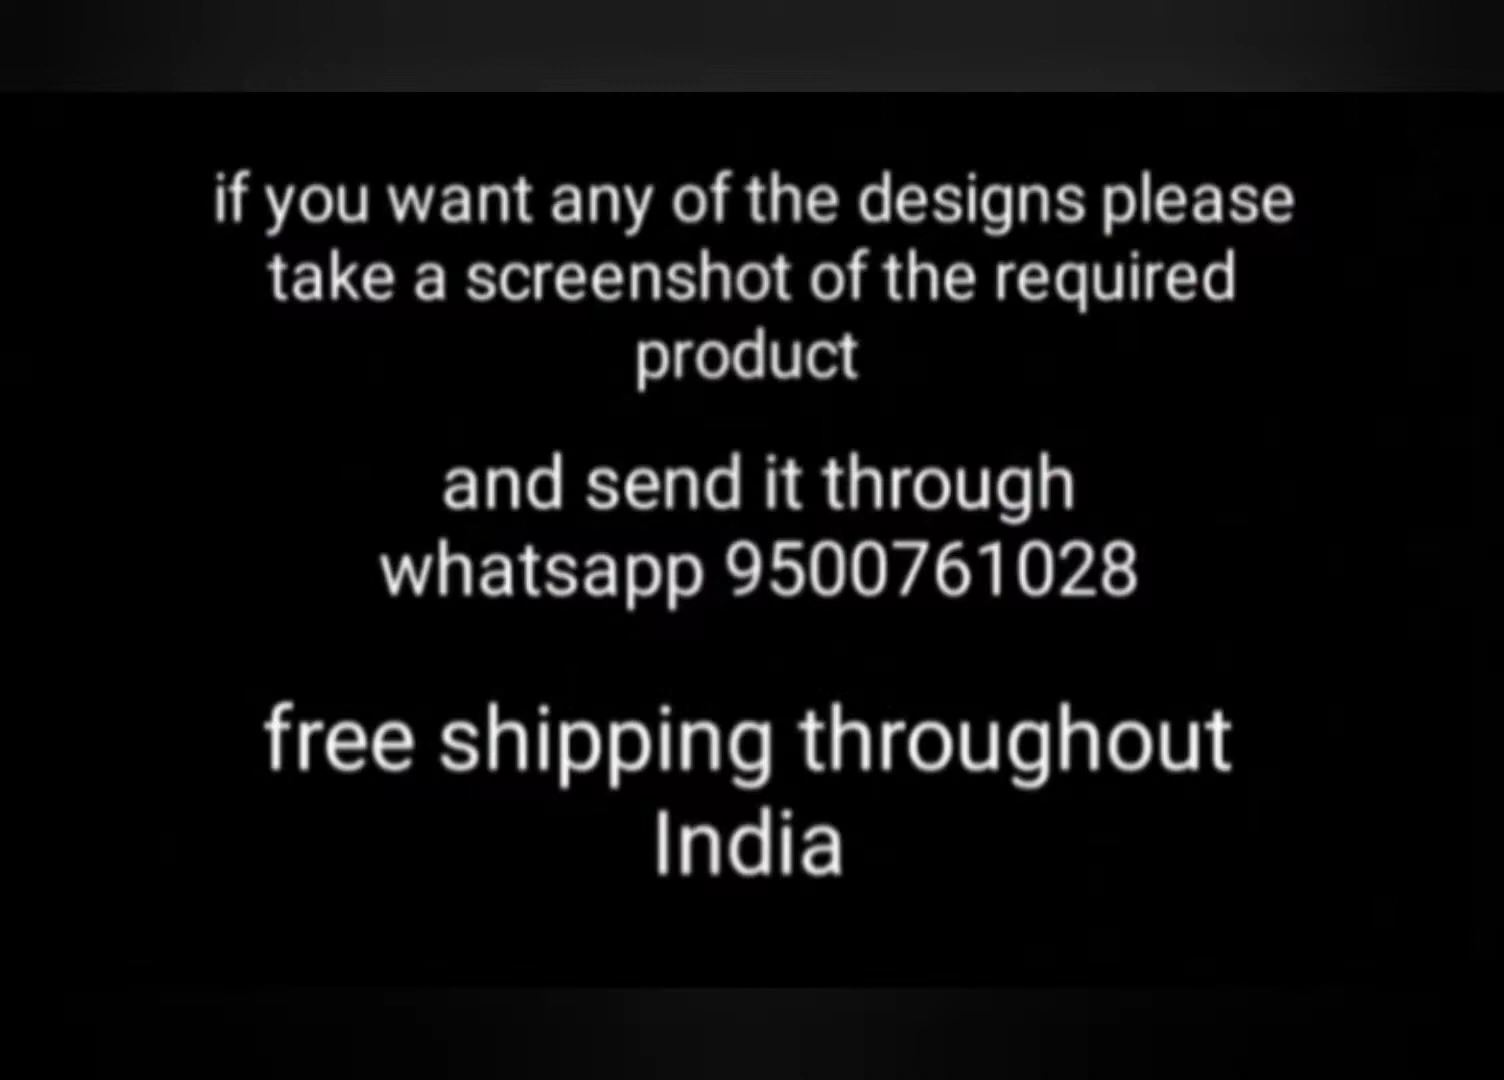 if you want any of the designs please
take a screenshot of the required
product
and send it through
whatsapp 9500761028
free shipping throughout
India